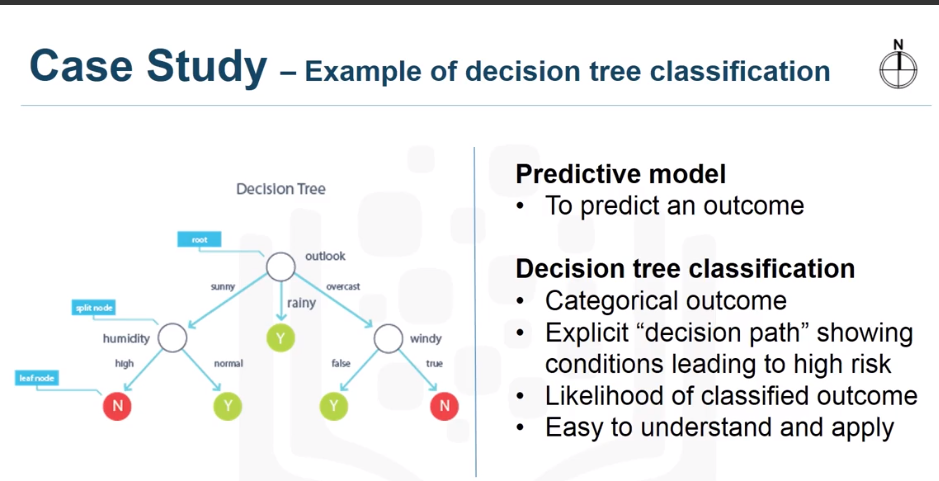 N
Case Study – Example of decision tree classification
Decision Tree
root
outlook
sunny
rainy
overcast
split node
humidity
windy
high
normal
Y
false
true
leaf node
N
Y
Y
N
Predictive model
• To predict an outcome
Decision tree classification
• Categorical outcome
• Explicit “decision path” showing
conditions leading to high risk
• Likelihood of classified outcome
• Easy to understand and apply